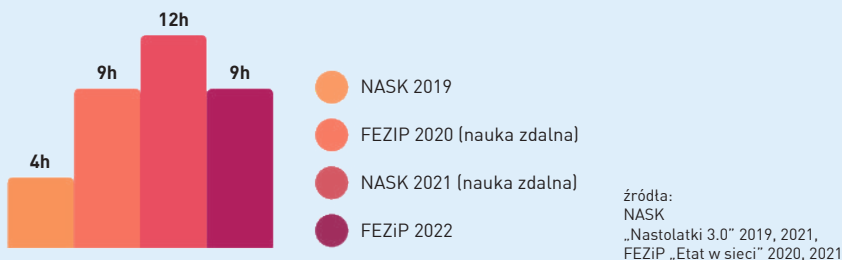 12h
9h
9h
4h
NASK 2019
FEZIP 2020 (nauka zdalna)
NASK 2021 (nauka zdalna)
FEZiP 2022
źródła:
NASK
„Nastolatki 3.0” 2019, 2021,
FEZiP „Etat w sieci” 2020, 2021